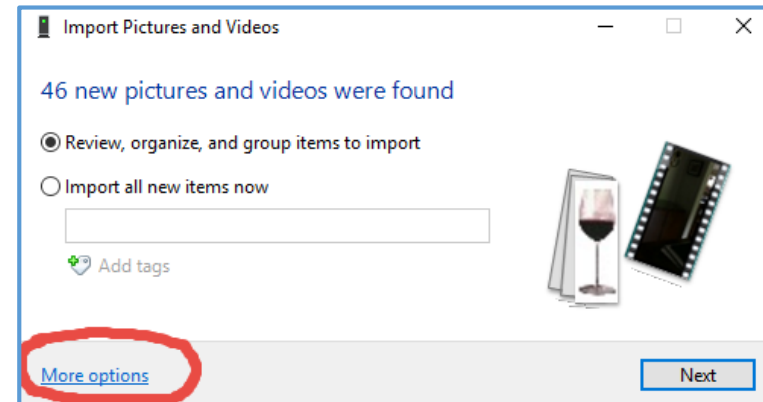 Import Pictures and Videos
46 new pictures and videos were found
Review, organize, and group items to import
Import all new items now
Add tags
More options
Next